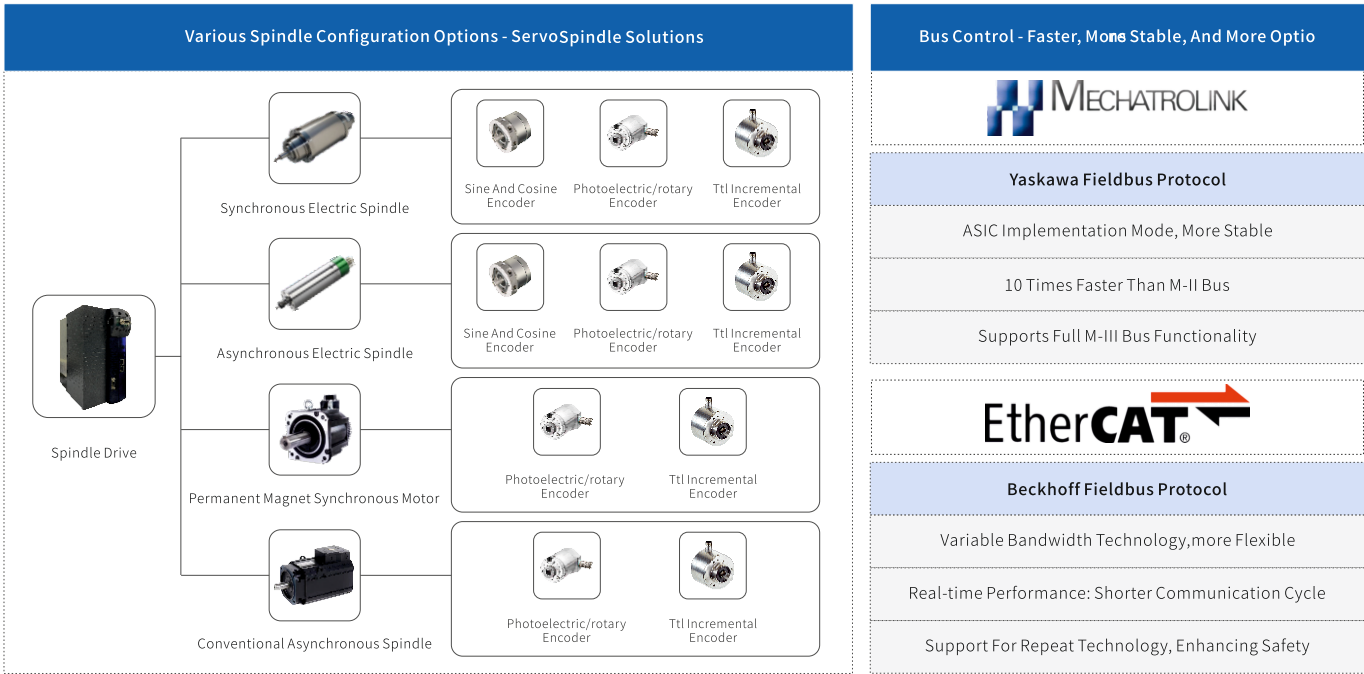 Various Spindle Configuration Options - Servo Spindle Solutions
Synchronous Electric Spindle
Sine And Cosine
Encoder
Photoelectric/rotary
Encoder
Ttl Incremental
Encoder
Asynchronous Electric Spindle
Sine And Cosine
Encoder
Photoelectric/rotary
Encoder
Ttl Incremental
Encoder
Spindle Drive
Permanent Magnet Synchronous Motor
Photoelectric/rotary
Encoder
Ttl Incremental
Encoder
Conventional Asynchronous Spindle
Photoelectric/rotary
Encoder
Ttl Incremental
Encoder
Bus Control - Faster, More Stable, And More Optio
MECHATROLINK
Yaskawa Fieldbus Protocol
ASIC Implementation Mode, More Stable
10 Times Faster Than M-II Bus
Supports Full M-III Bus Functionality
EtherCAT®
Beckhoff Fieldbus Protocol
Variable Bandwidth Technology,more Flexible
Real-time Performance: Shorter Communication Cycle
Support For Repeat Technology, Enhancing Safety